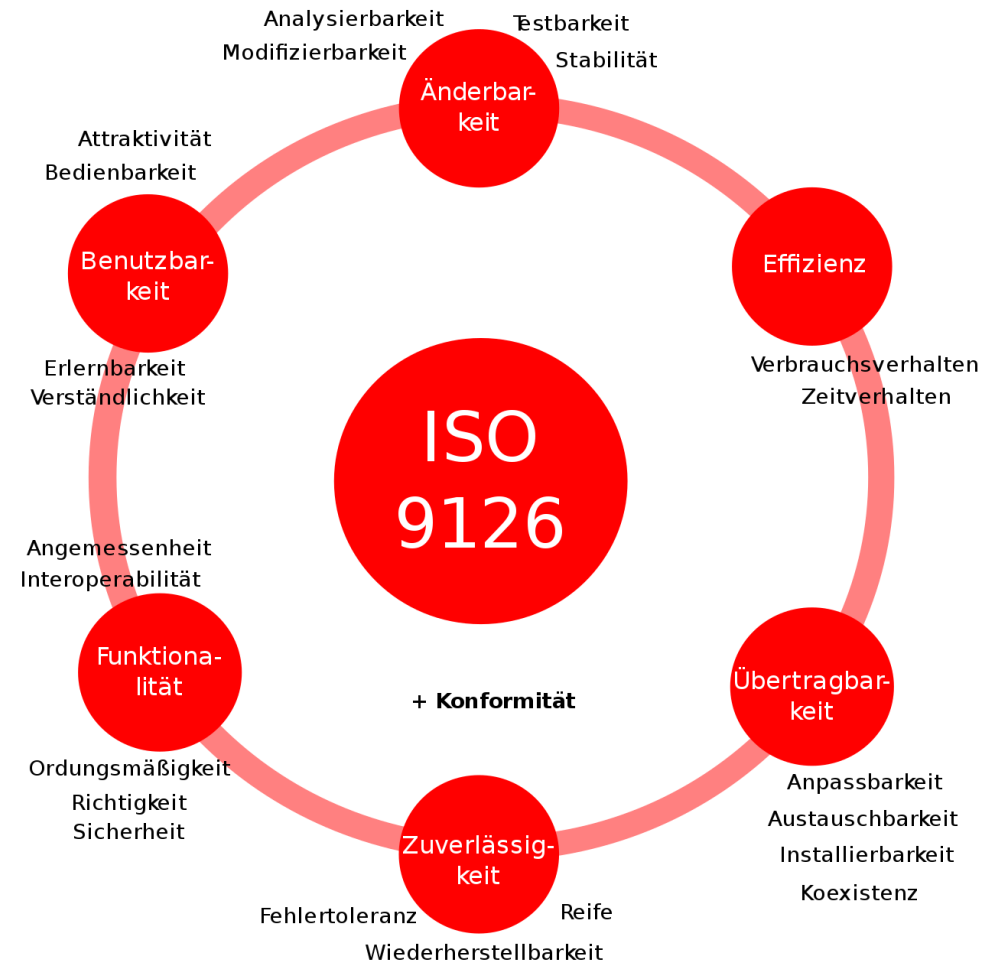 Analysierbarkeit
Testbarkeit
Modifizierbarkeit
Stabilität
Änderbar-
keit
Attraktivität
Bedienbarkeit
Benutzbar-
keit
Erlernbarkeit
Verständlichkeit
Effizienz
Verbrauchsverhalten
Zeitverhalten
ISO
9126
Angemessenheit
Interoperabilität
Funktiona-
lität
Ordungsmäßigkeit
Richtigkeit
Sicherheit
+ Konformität
Übertragbar-
keit
Anpassbarkeit
Austauschbarkeit
Installierbarkeit
Koexistenz
Zuverlässig-
keit
Fehlertoleranz
Reife
Wiederherstellbarkeit